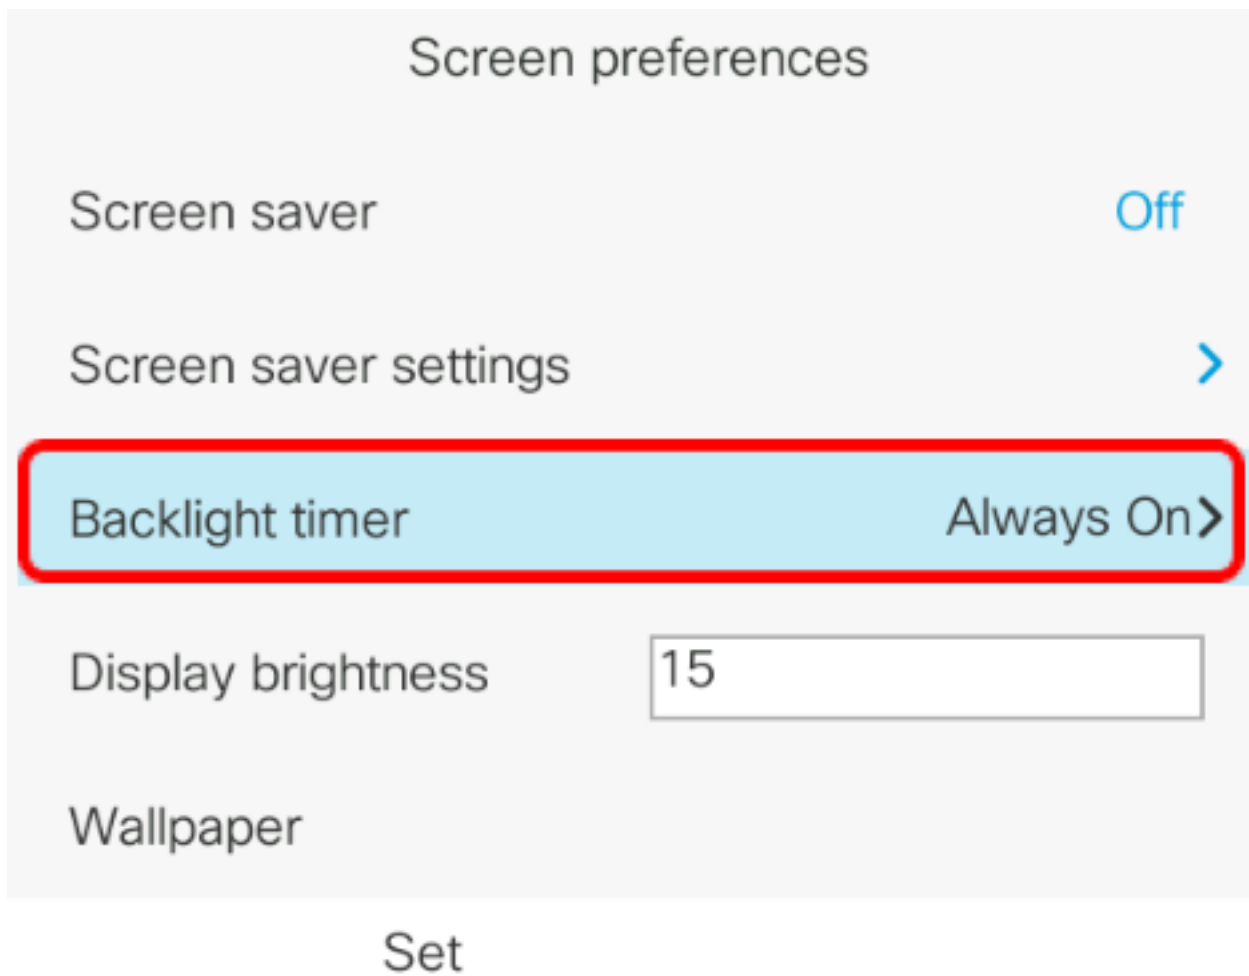 Screen preferences
Screen saver Off
Screen saver settings
Backlight timer Always On
Display brightness 15
Wallpaper
Set